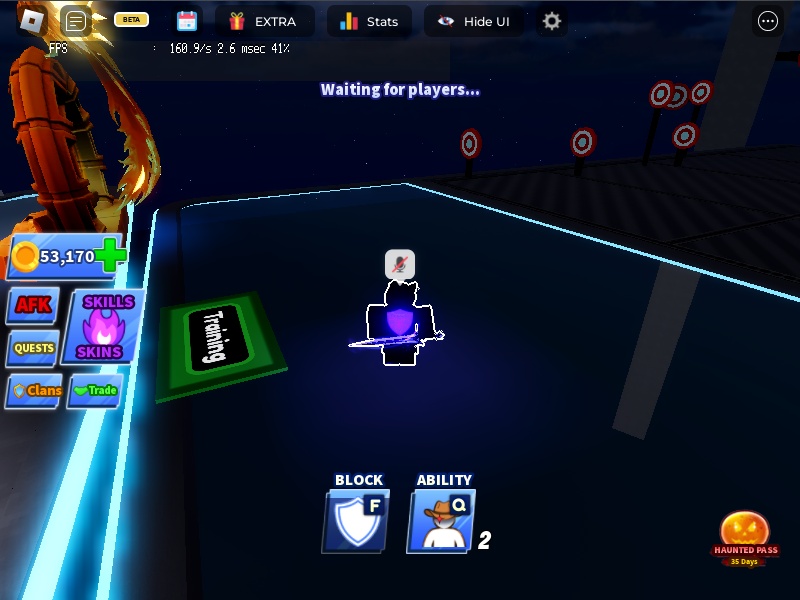 BETA
EXTRA
Stats
Hide UI
FPS : 160.9/s 2.6 msec 41%
Waiting for players...
53,170
AFK
SKILLS
SKINS
QUESTS
Clans
Trade
Training
BLOCK
F
ABILITY
Q
2
HAUNTED PASS
35 Days